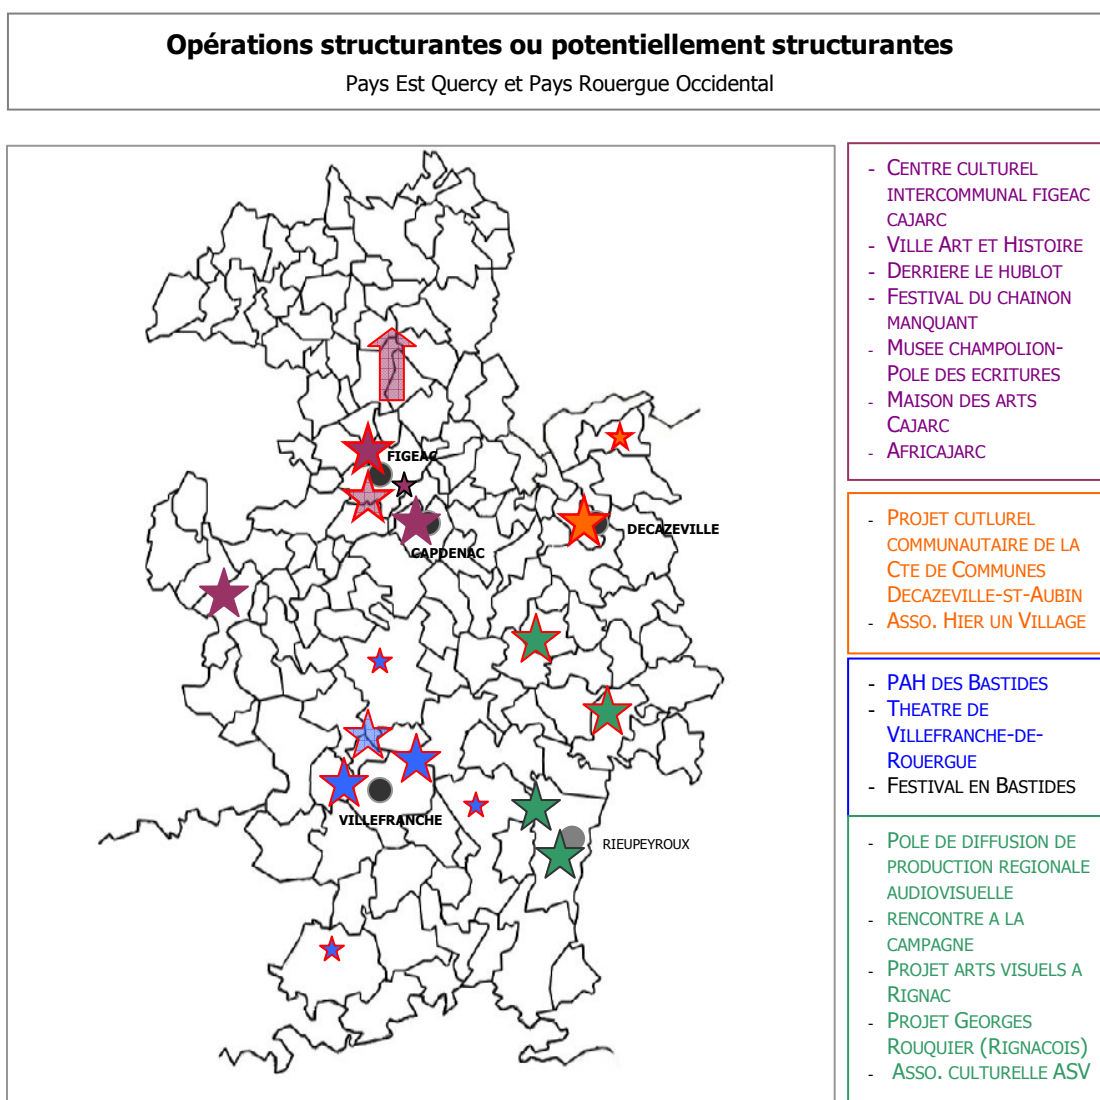 Opérations structurantes ou potentiellement structurantes
Pays Est Quercy et Pays Rouergue Occidental
FIGEAC
CAPDENAC
DECAZEVILLE
VILLEFRANCHE
RIEUPEYROUX
- CENTRE CULTUREL
INTERCOMMUNAL FIGEAC
CAJARC
- VILLE ART ET HISTOIRE
- DERRIERE LE HUBLOT
- FESTIVAL DU CHAINON
MANQUANT
- MUSEE CHAMPOLION-
POLE DES ECRITURES
- MAISON DES ARTS
CAJARC
- AFRICAJARC
- PROJET CUTLUREL
COMMUNAUTAIRE DE LA
CTE DE COMMUNES
DECAZEVILLE-ST-AUBIN
- ASSO. HIER UN VILLAGE
- PAH DES BASTIDES
- THEATRE DE
VILLEFRANCHE-DE-
ROUERGUE
- FESTIVAL EN BASTIDES
- POLE DE DIFFUSION DE
PRODUCTION REGIONALE
AUDIOVISUELLE
- RENCONTRE A LA
CAMPAGNE
- PROJET ARTS VISUELS A
RIGNAC
- PROJET GEORGES
ROUQUIER (RIGNACOIS)
- ASSO. CULTURELLE ASV